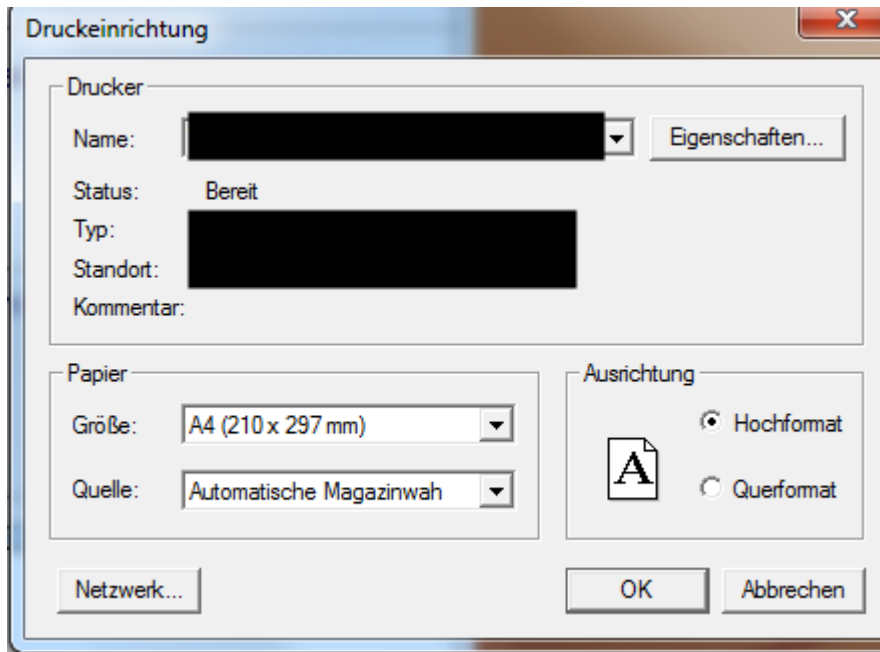 Druckeinrichtung
Drucker
Name:
Eigenschaften...
Status: Bereit
Typ:
Standort:
Kommentar:
Papier
Größe: A4 (210 x 297 mm)
Quelle: Automatische Magazinwah
Ausrichtung
A
Hochformat
Querformat
Netzwerk...
OK
Abbrechen